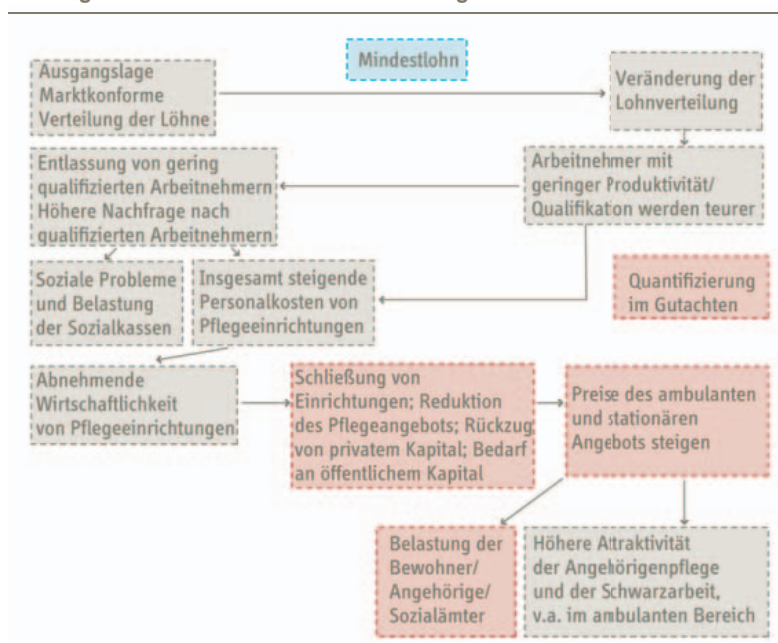 Mindestlohn
Ausgangslage
Marktkonforme
Verteilung der Löhne
Veränderung der
Lohnverteilung
Entlassung von gering
qualifizierten Arbeitnehmern
Höhere Nachfrage nach
qualifizierten Arbeitnehmern
Arbeitnehmer mit
geringer Produktivität/
Qualifikation werden teurer
Soziale Probleme
und Belastung
der Sozialkassen
Insgesamt steigende
Personalkosten von
Pflegeeinrichtungen
Quantifizierung
im Gutachten
Abnehmende
Wirtschaftlichkeit
von Pflegeeinrichtungen
Schließung von
Einrichtungen; Reduktion
des Pflegeangebots; Rückzug
von privatem Kapital; Bedarf
an öffentlichem Kapital
Preise des ambulanten
und stationären
Angebots steigen
Belastung der
Bewohner/
Angehörige/
Sozialämter
Höhere Attraktivität
der Angehörigenpflege
und der Schwarzarbeit,
v.a. im ambulanten Bereich